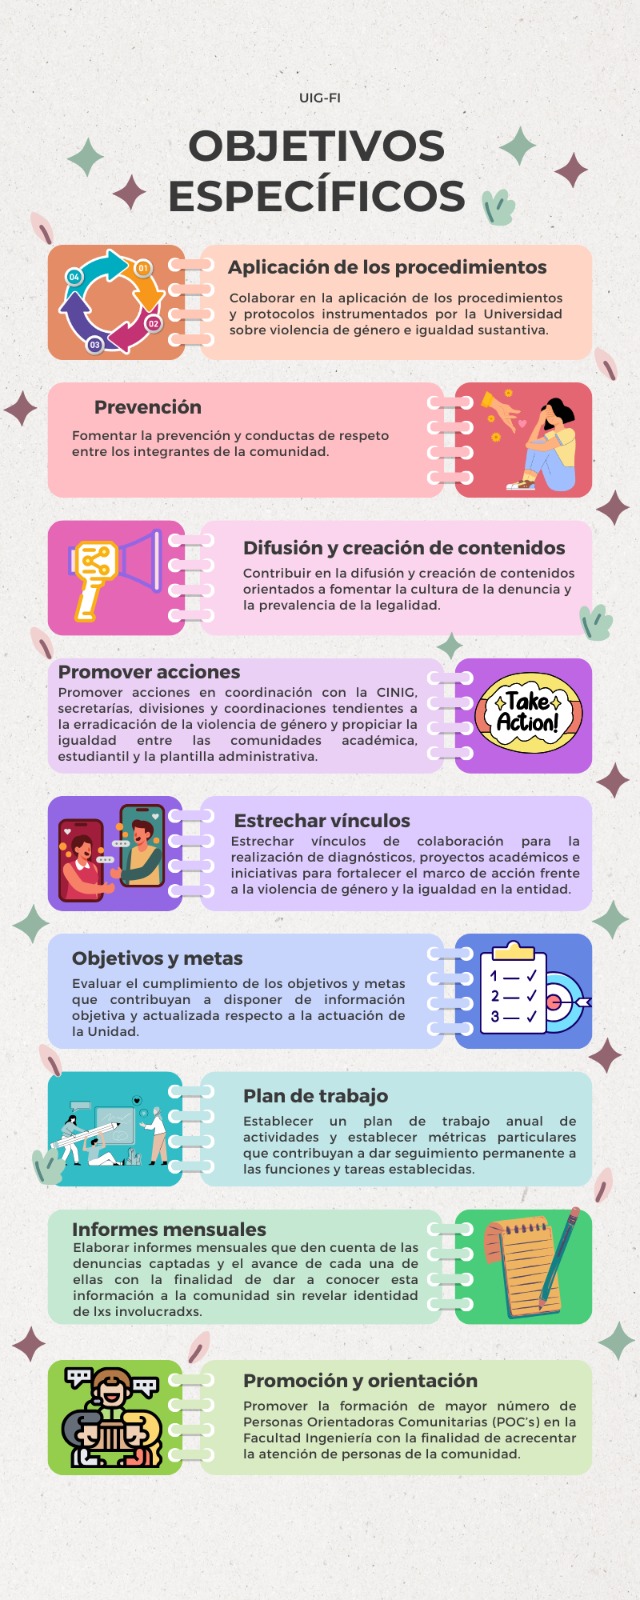 UIG-FI
OBJETIVOS
ESPECÍFICOS
04
01
02
03
Aplicación de los procedimientos
Colaborar en la aplicación de los procedimientos
y protocolos instrumentados por la Universidad
sobre violencia de género e igualdad sustantiva.
Prevención
Fomentar la prevención y conductas de respeto
entre los integrantes de la comunidad.
Difusión y creación de contenidos
Contribuir en la difusión y creación de contenidos
orientados a fomentar la cultura de la denuncia y
la prevalencia de la legalidad.
Promover acciones
Promover acciones en coordinación con la CINIG,
secretarías, divisiones y coordinaciones tendientes a
la erradicación de la violencia de género y propiciar la
igualdad entre las comunidades académica,
estudiantil y la plantilla administrativa.
Take
Action!
Estrechar vínculos
Estrechar vínculos de colaboración para la
realización de diagnósticos, proyectos académicos e
iniciativas para fortalecer el marco de acción frente
a la violencia de género y la igualdad en la entidad.
Objetivos y metas
Evaluar el cumplimiento de los objetivos y metas
que contribuyan a disponer de información
objetiva y actualizada respecto a la actuación de
la Unidad.
1 — ✓
2 — ✓
3 — ✓
Plan de trabajo
Establecer un plan de trabajo anual de
actividades y establecer métricas particulares
que contribuyan a dar seguimiento permanente a
las funciones y tareas establecidas.
Informes mensuales
Elaborar informes mensuales que den cuenta de las
denuncias captadas y el avance de cada una de
ellas con la finalidad de dar a conocer esta
información a la comunidad sin revelar identidad
de lxs involucradxs.
Promoción y orientación
Promover la formación de mayor número de
Personas Orientadoras Comunitarias (POC's) en la
Facultad Ingeniería con la finalidad de acrecentar
la atención de personas de la comunidad.